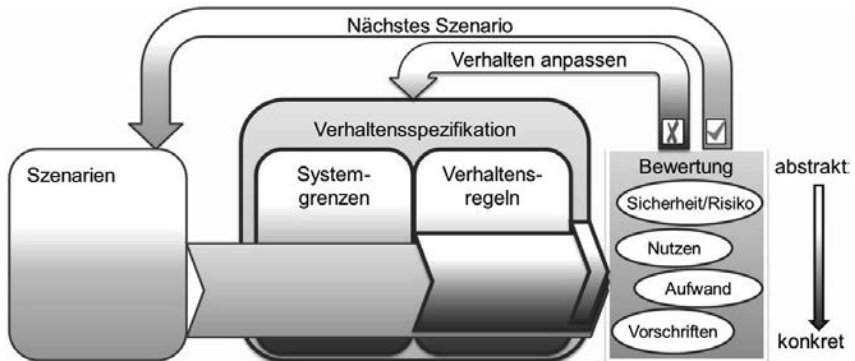 Nächstes Szenario
Verhalten anpassen
Verhaltensspezifikation
Szenarien
System-
grenzen
Verhaltens-
regeln
Bewertung
Sicherheit/Risiko
Nutzen
Aufwand
Vorschriften
abstrakt:
konkret